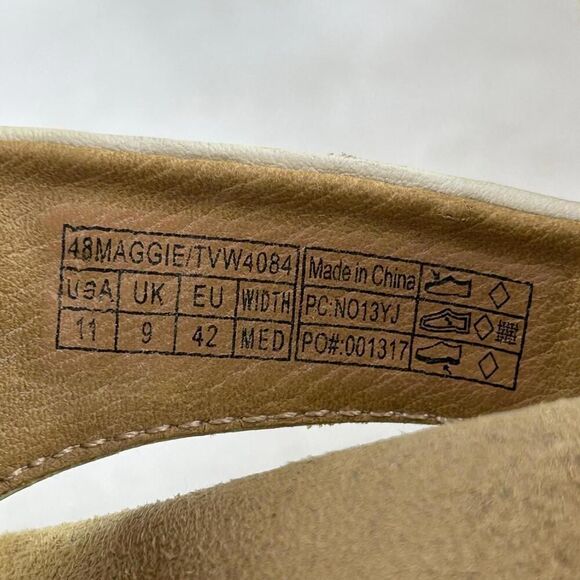 48MAGGIE/TVW4084
USA UK EU WIDTH
11 9 42 MED
Made in China
PC:NO13YJ
PO#:001317